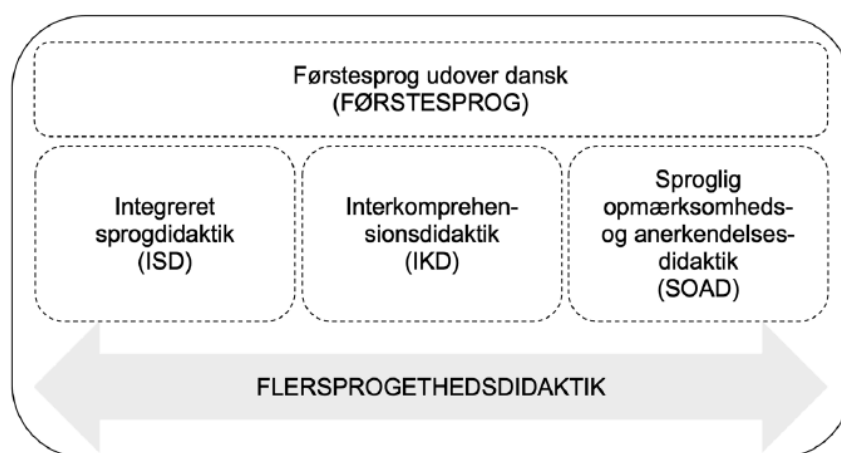 Førstesprog udover dansk
(FØRSTESPROG)
Integreret
sprogdidaktik
(ISD)
Interkomprehen-
sionsdidaktik
(IKD)
Sproglig
opmærksomheds-
og anerkendelses-
didaktik
(SOAD)
FLERSPROGETHEDSDIDAKTIK